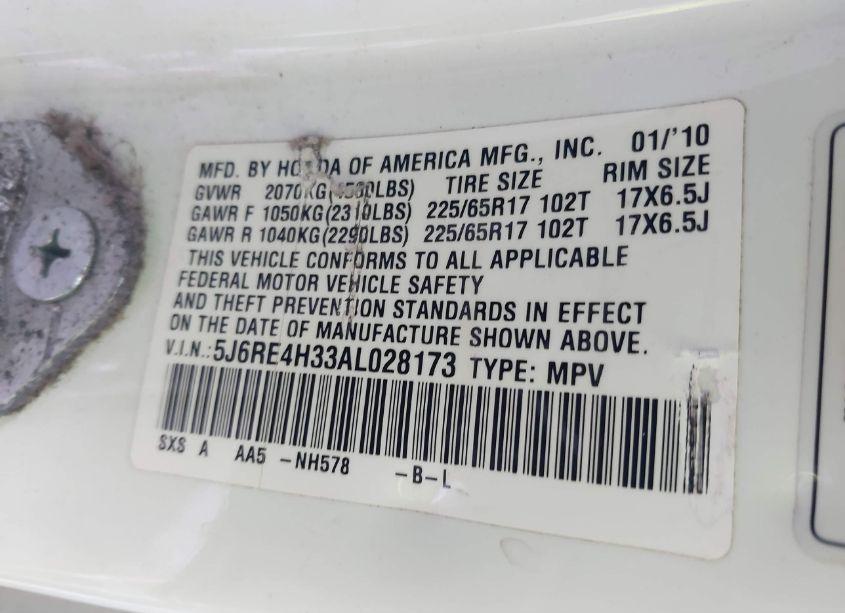 MFD. BY HONDA OF AMERICA MFG., INC. 01/'10
GVWR 2070KG(4560LBS) TIRE SIZE RIM SIZE
GAWR F 1050KG(2310LBS) 225/65R17 102T 17X6.5J
GAWR R 1040KG(2290LBS) 225/65R17 102T 17X6.5J
THIS VEHICLE CONFORMS TO ALL APPLICABLE
FEDERAL MOTOR VEHICLE SAFETY
AND THEFT PREVENTION STANDARDS IN EFFECT
ON THE DATE OF MANUFACTURE SHOWN ABOVE.
V.I.N.:5J6RE4H33AL028173 TYPE: MPV
SXS A AA5 -NH578 -B-L